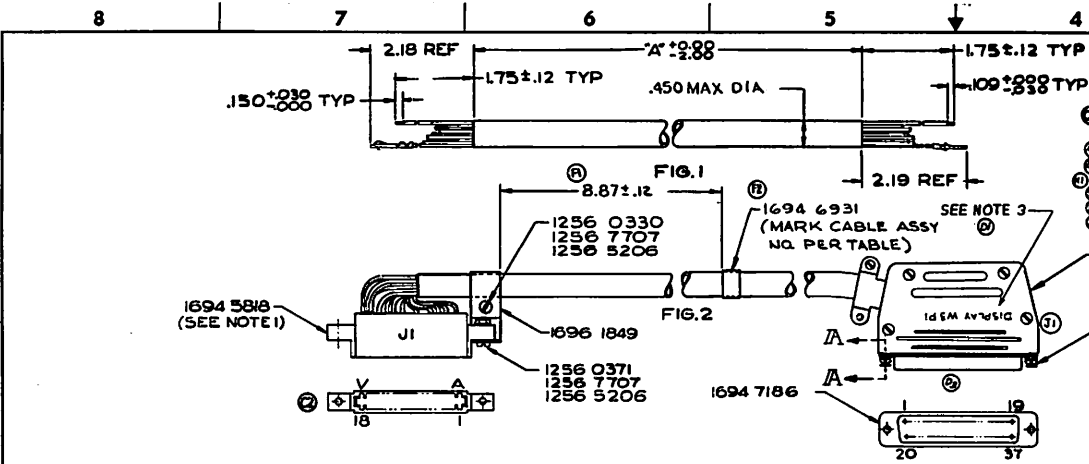 8 7 6 5 4
2.18 REF
"A" +0.00 -2.00
1.75±.12 TYP
1.75±.12 TYP
.150 +.030 -.000 TYP
.450 MAX DIA
.109 +.000 -.030 TYP
FIG.1
2.19 REF
8.87±.12
1256 0330
1256 7707
1256 5206
1694 6931
(MARK CABLE ASSY
NO. PER TABLE)
SEE NOTE 3
D1
1694 5818
(SEE NOTE 1)
J1
1696 1849
FIG.2
DISPLAY W5P1
J1
A
A
1256 0371
1256 7707
1256 5206
V A
18 1
1694 7186
1 19
20 37